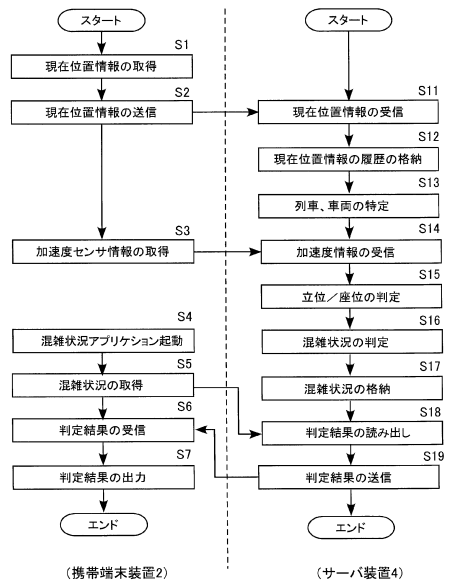 スタート
S1
現在位置情報の取得
S2
現在位置情報の送信
S3
加速度センサ情報の取得
S4
混雑状況アプリケション起動
S5
混雑状況の取得
S6
判定結果の受信
S7
判定結果の出力
エンド
(携帯端末装置2)
スタート
S11
現在位置情報の受信
S12
現在位置情報の履歴の格納
S13
列車、車両の特定
S14
加速度情報の受信
S15
立位/座位の判定
S16
混雑状況の判定
S17
混雑状況の格納
S18
判定結果の読み出し
S19
判定結果の送信
エンド
(サーバ装置4)